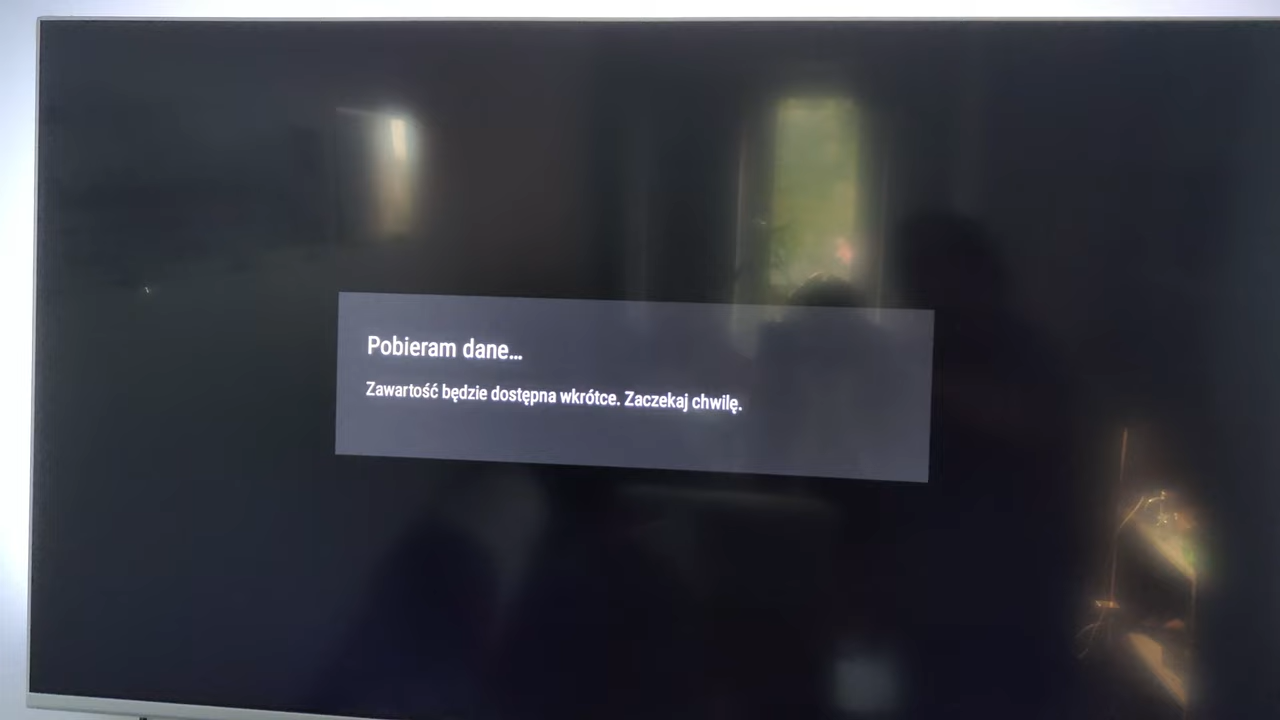 Pobieram dane…
Zawartość będzie dostępna wkrótce. Zaczekaj chwilę.